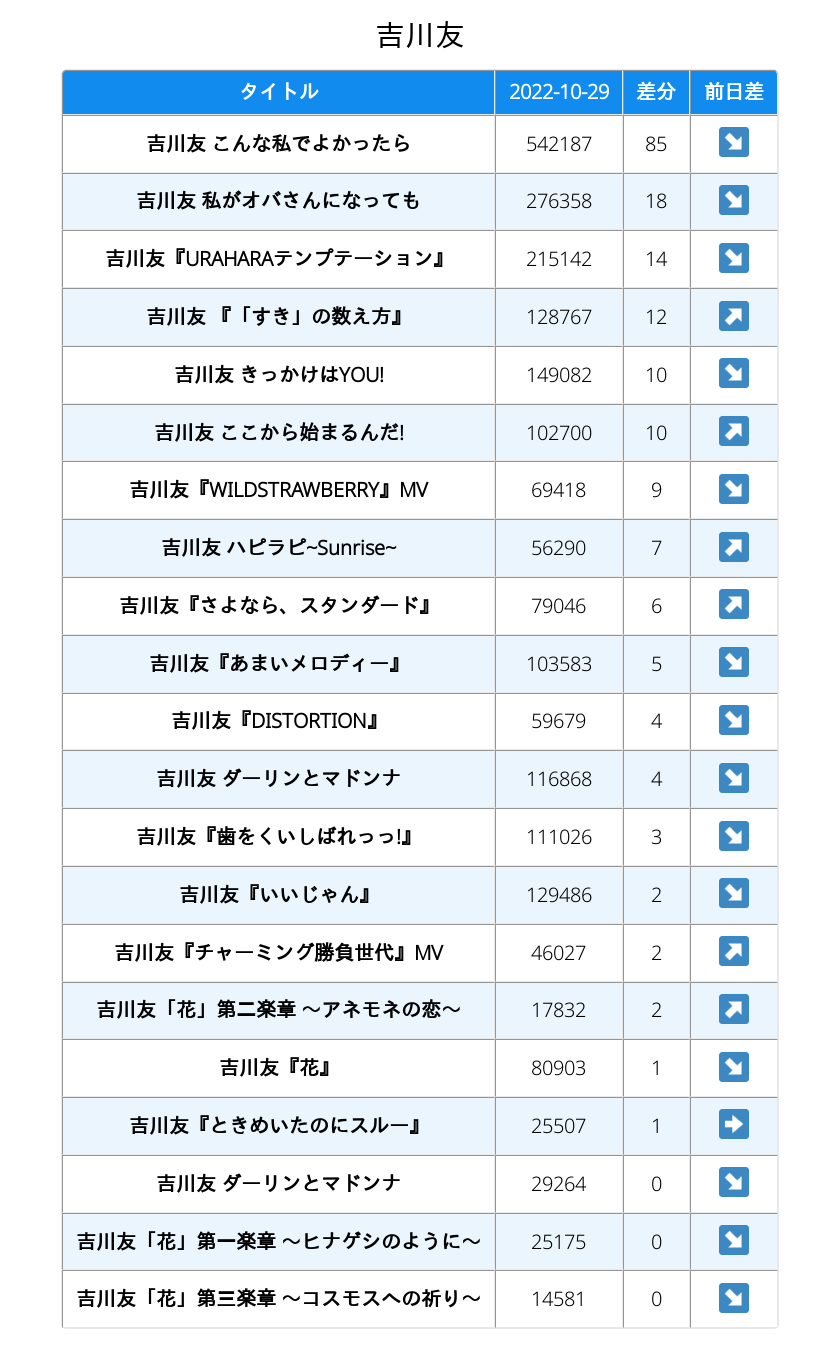 吉川友
タイトル 2022-10-29 差分 前日差
吉川友 こんな私でよかったら 542187 85 ↘
吉川友 私がオバさんになっても 276358 18 ↘
吉川友『URAHARAテンプテーション』 215142 14 ↘
吉川友 『「すき」の数え方』 128767 12 ↗
吉川友 きっかけはYOU! 149082 10 ↘
吉川友 ここから始まるんだ! 102700 10 ↗
吉川友『WILDSTRAWBERRY』MV 69418 9 ↘
吉川友 ハピラピ~Sunrise~ 56290 7 ↗
吉川友『さよなら、スタンダード』 79046 6 ↗
吉川友『あまいメロディー』 103583 5 ↘
吉川友『DISTORTION』 59679 4 ↘
吉川友 ダーリンとマドンナ 116868 4 ↘
吉川友『歯をくいしばれっっ!』 111026 3 ↘
吉川友『いいじゃん』 129486 2 ↘
吉川友『チャーミング勝負世代』MV 46027 2 ↗
吉川友「花」第二楽章 〜アネモネの恋〜 17832 2 ↗
吉川友『花』 80903 1 ↘
吉川友『ときめいたのにスルー』 25507 1 →
吉川友 ダーリンとマドンナ 29264 0 ↘
吉川友「花」第一楽章 〜ヒナゲシのように〜 25175 0 ↘
吉川友「花」第三楽章 〜コスモスへの祈り〜 14581 0 ↘